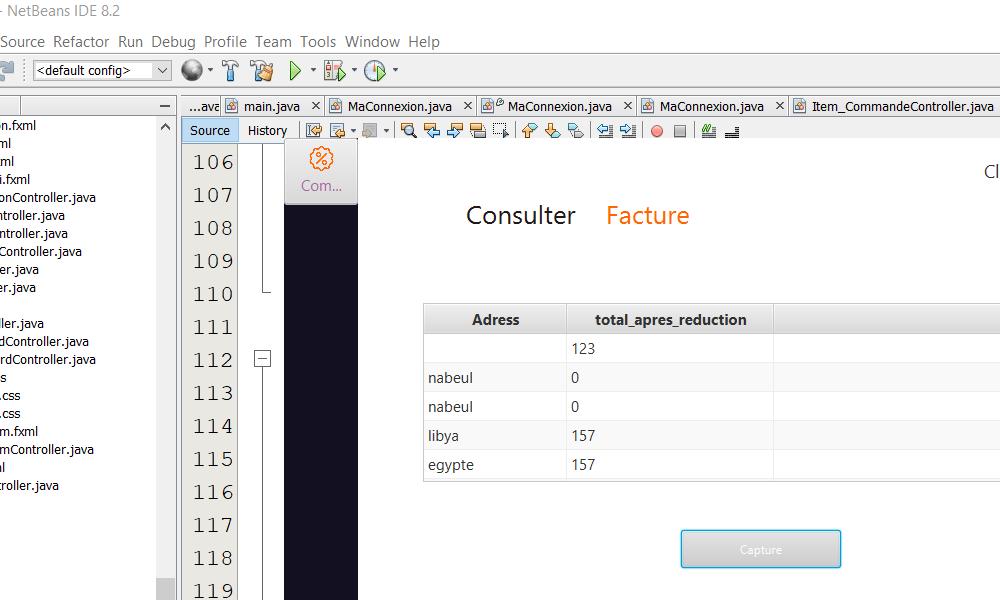 - NetBeans IDE 8.2
Source Refactor Run Debug Profile Team Tools Window Help
<default config>
...ava main.java MaConnexion.java MaConnexion.java MaConnexion.java Item_CommandeController.java
Source History
on.fxml
ml
ml
i.fxml
onController.java
ntroller.java
ntroller.java
Controller.java
er.java
er.java
ller.java
dController.java
rdController.java
s
.css
.css
m.fxml
mController.java
l
roller.java
106
107
108
109
110
111
112
113
114
115
116
117
118
119
Com...
Cl
Consulter Facture
Adress total_apres_reduction
123
nabeul 0
nabeul 0
libya 157
egypte 157
Capture